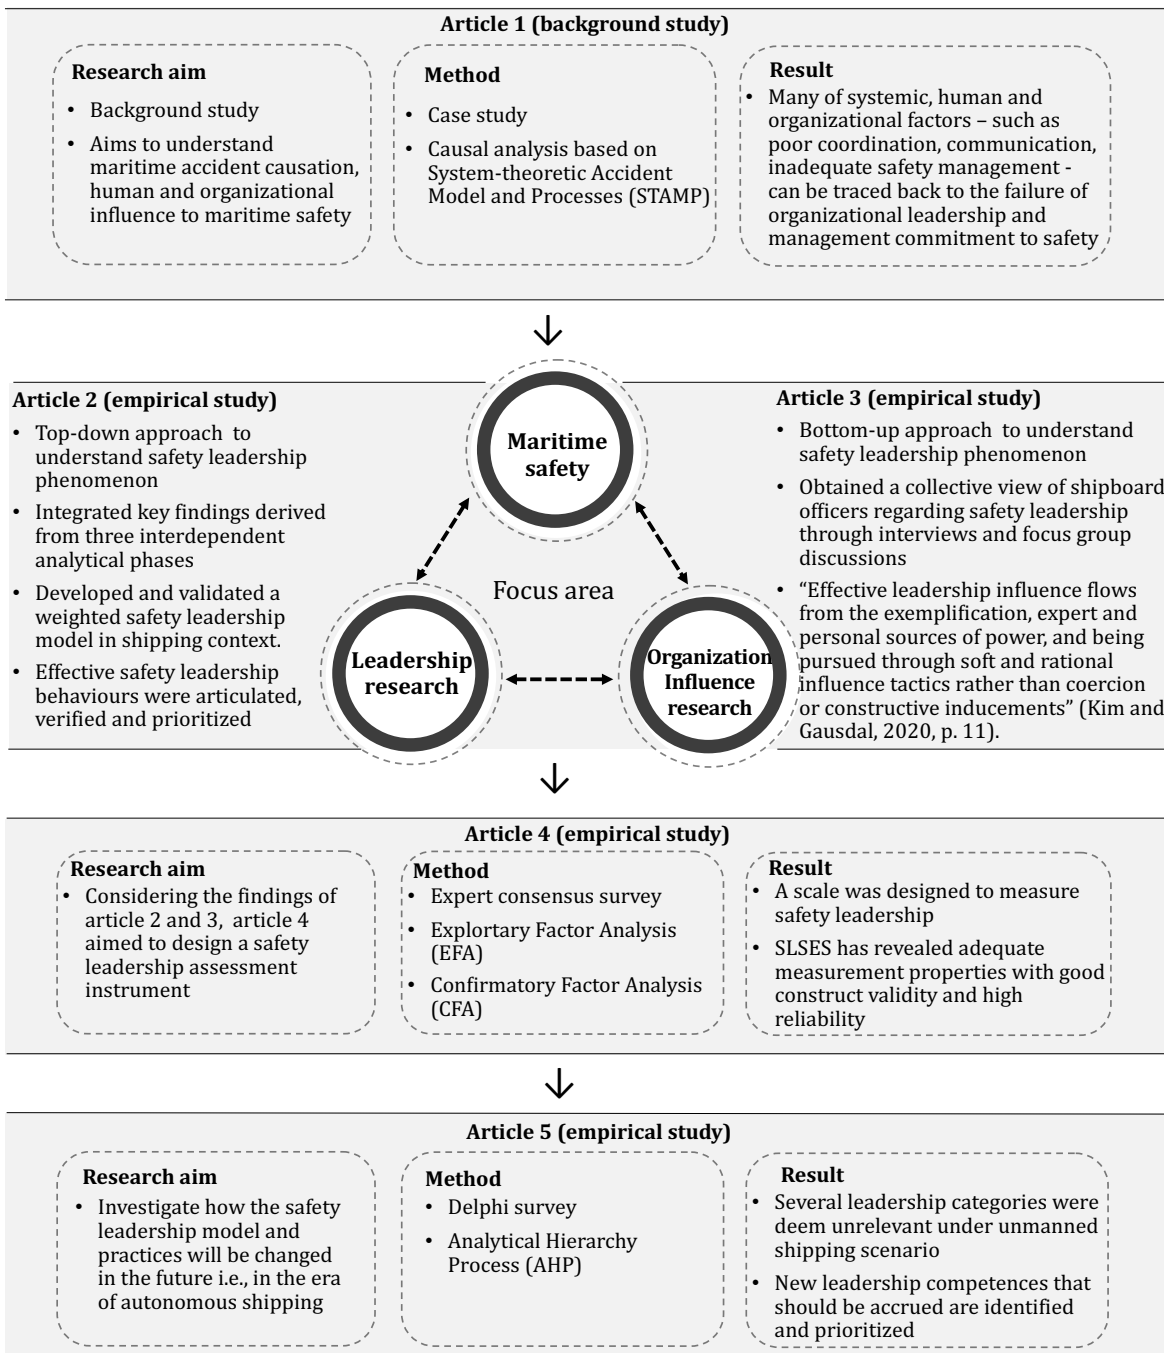 Article 1 (background study)
Research aim
• Background study
• Aims to understand
maritime accident causation,
human and organizational
influence to maritime safety
Method
• Case study
• Causal analysis based on
System-theoretic Accident
Model and Processes (STAMP)
Result
• Many of systemic, human and
organizational factors – such as
poor coordination, communication,
inadequate safety management -
can be traced back to the failure of
organizational leadership and
management commitment to safety
Article 2 (empirical study)
• Top-down approach to
understand safety leadership
phenomenon
• Integrated key findings derived
from three interdependent
analytical phases
• Developed and validated a
weighted safety leadership
model in shipping context.
• Effective safety leadership
behaviours were articulated,
verified and prioritized
Maritime
safety
Focus area
Leadership
research
Organization
Influence
research
Article 3 (empirical study)
• Bottom-up approach to understand
safety leadership phenomenon
• Obtained a collective view of shipboard
officers regarding safety leadership
through interviews and focus group
discussions
• “Effective leadership influence flows
from the exemplification, expert and
personal sources of power, and being
pursued through soft and rational
influence tactics rather than coercion
or constructive inducements” (Kim and
Gausdal, 2020, p. 11).
Article 4 (empirical study)
Research aim
• Considering the findings of
article 2 and 3, article 4
aimed to design a safety
leadership assessment
instrument
Method
• Expert consensus survey
• Explortary Factor Analysis
(EFA)
• Confirmatory Factor Analysis
(CFA)
Result
• A scale was designed to measure
safety leadership
• SLSES has revealed adequate
measurement properties with good
construct validity and high
reliability
Article 5 (empirical study)
Research aim
• Investigate how the safety
leadership model and
practices will be changed
in the future i.e., in the era
of autonomous shipping
Method
• Delphi survey
• Analytical Hierarchy
Process (AHP)
Result
• Several leadership categories were
deem unrelevant under unmanned
shipping scenario
• New leadership competences that
should be accrued are identified
and prioritized